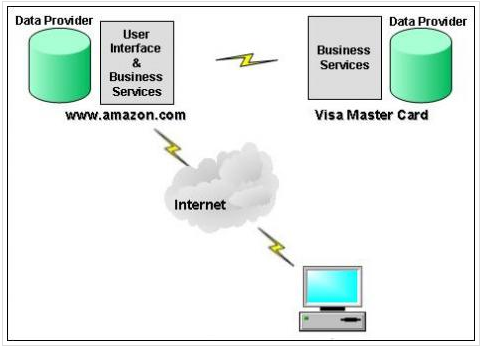 Data Provider
User
Interface
&
Business
Services
www.amazon.com
Data Provider
Business
Services
Visa Master Card
Internet